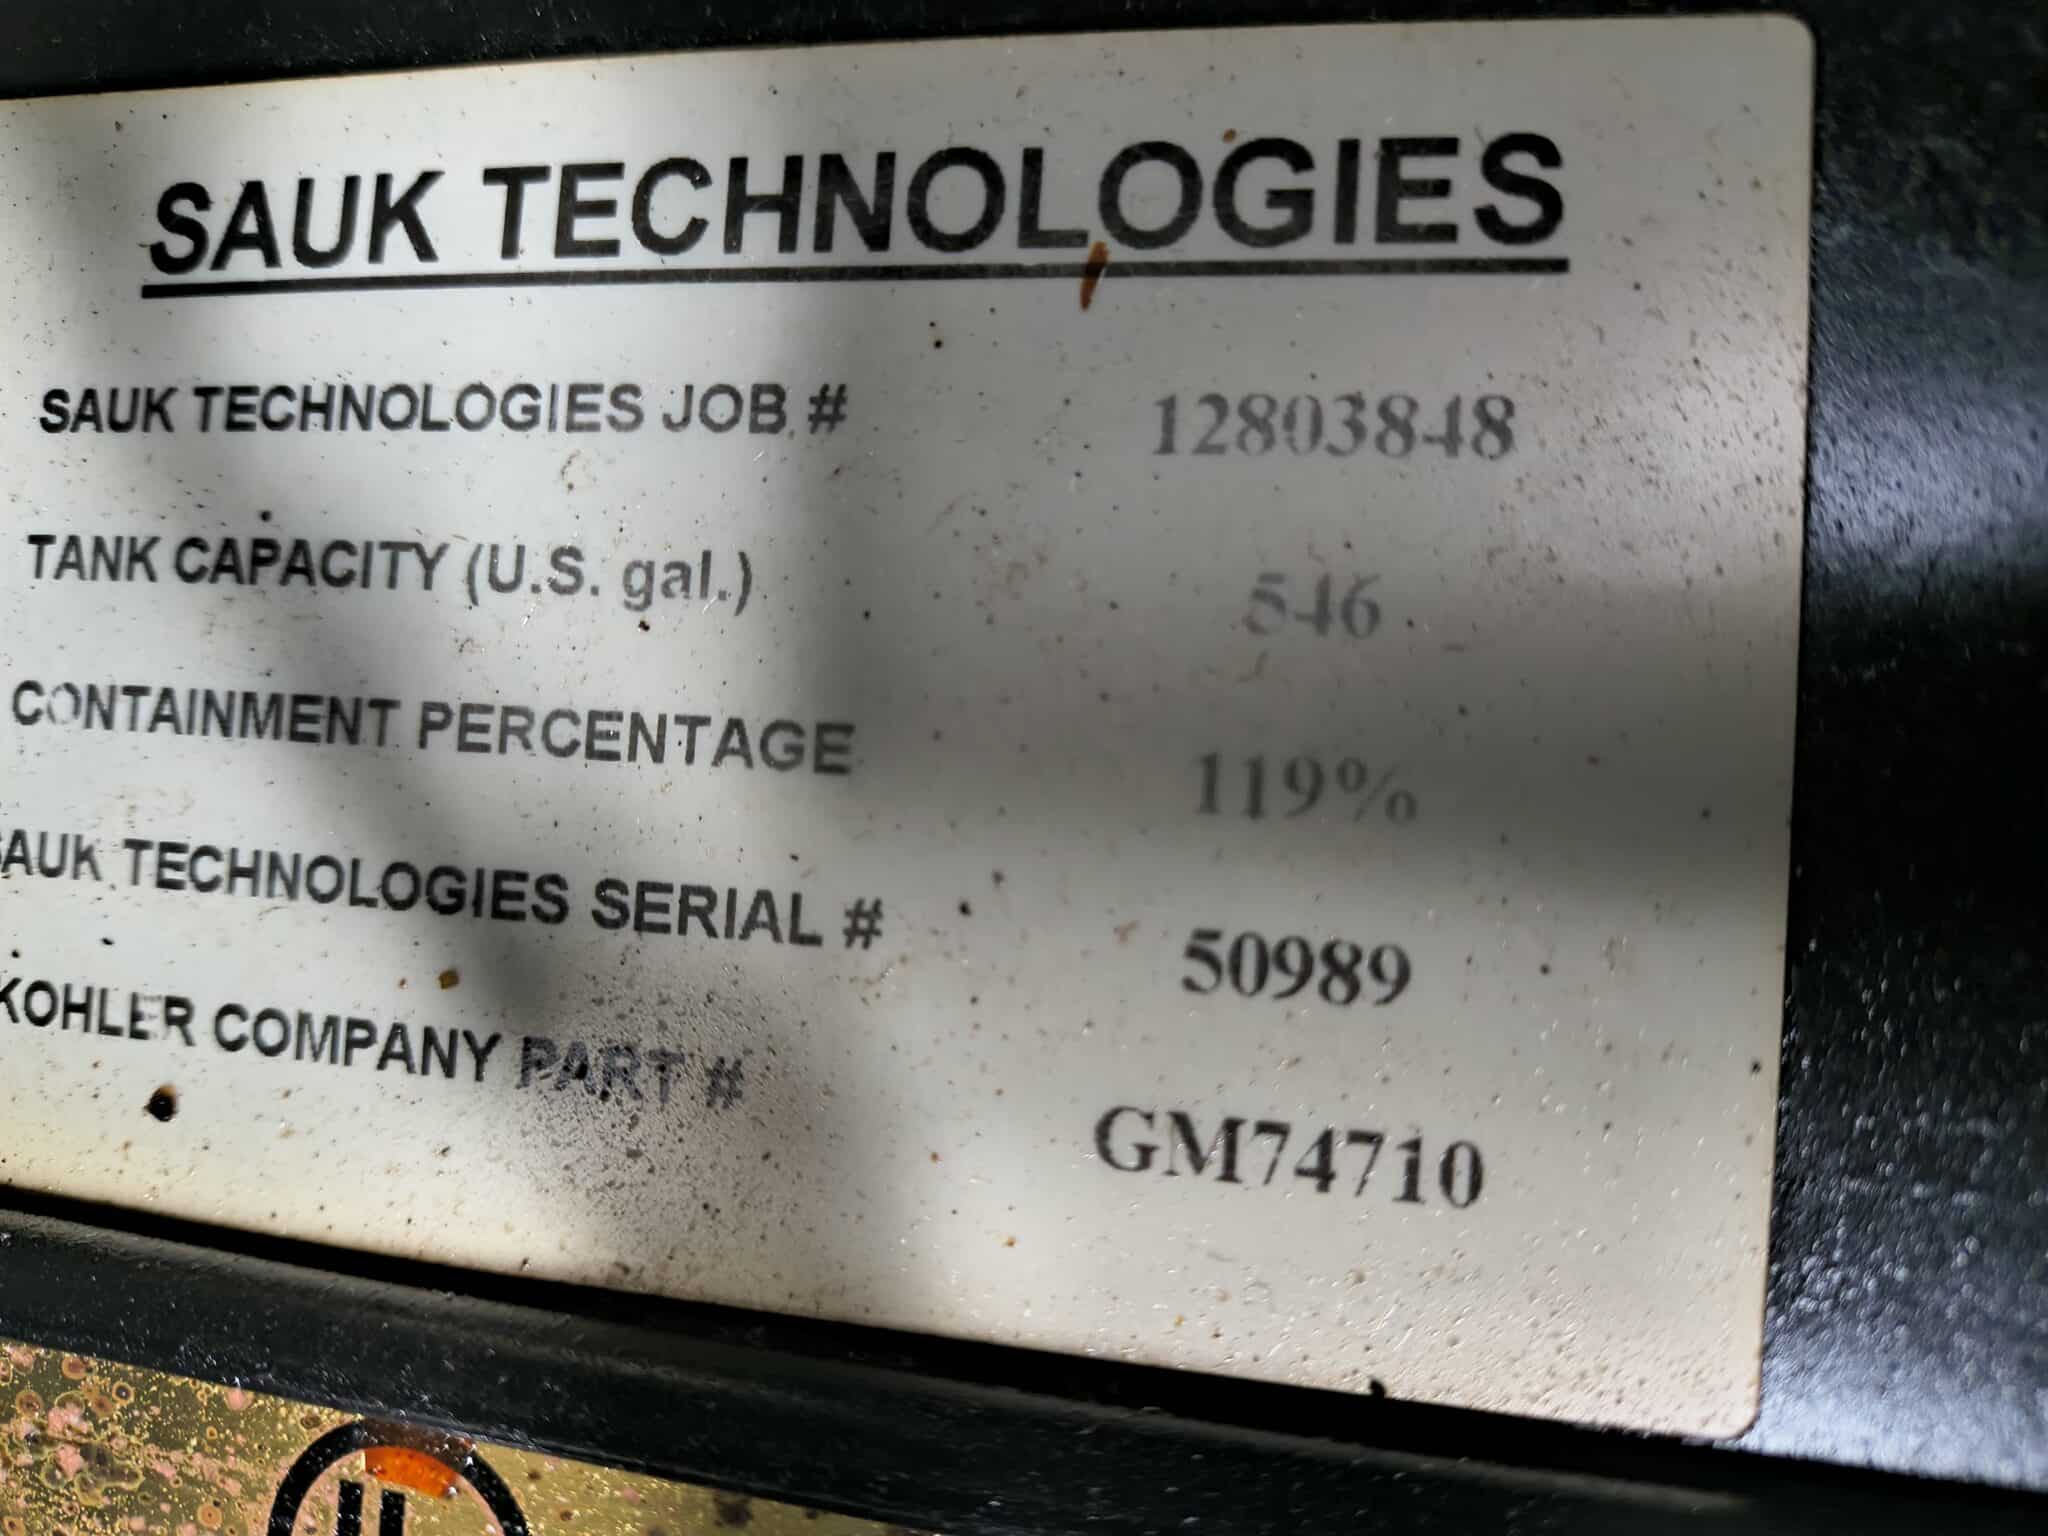 SAUK TECHNOLOGIES
SAUK TECHNOLOGIES JOB # 12803848
TANK CAPACITY (U.S. gal.) 546
CONTAINMENT PERCENTAGE 119%
SAUK TECHNOLOGIES SERIAL # 50989
KOHLER COMPANY PART # GM74710